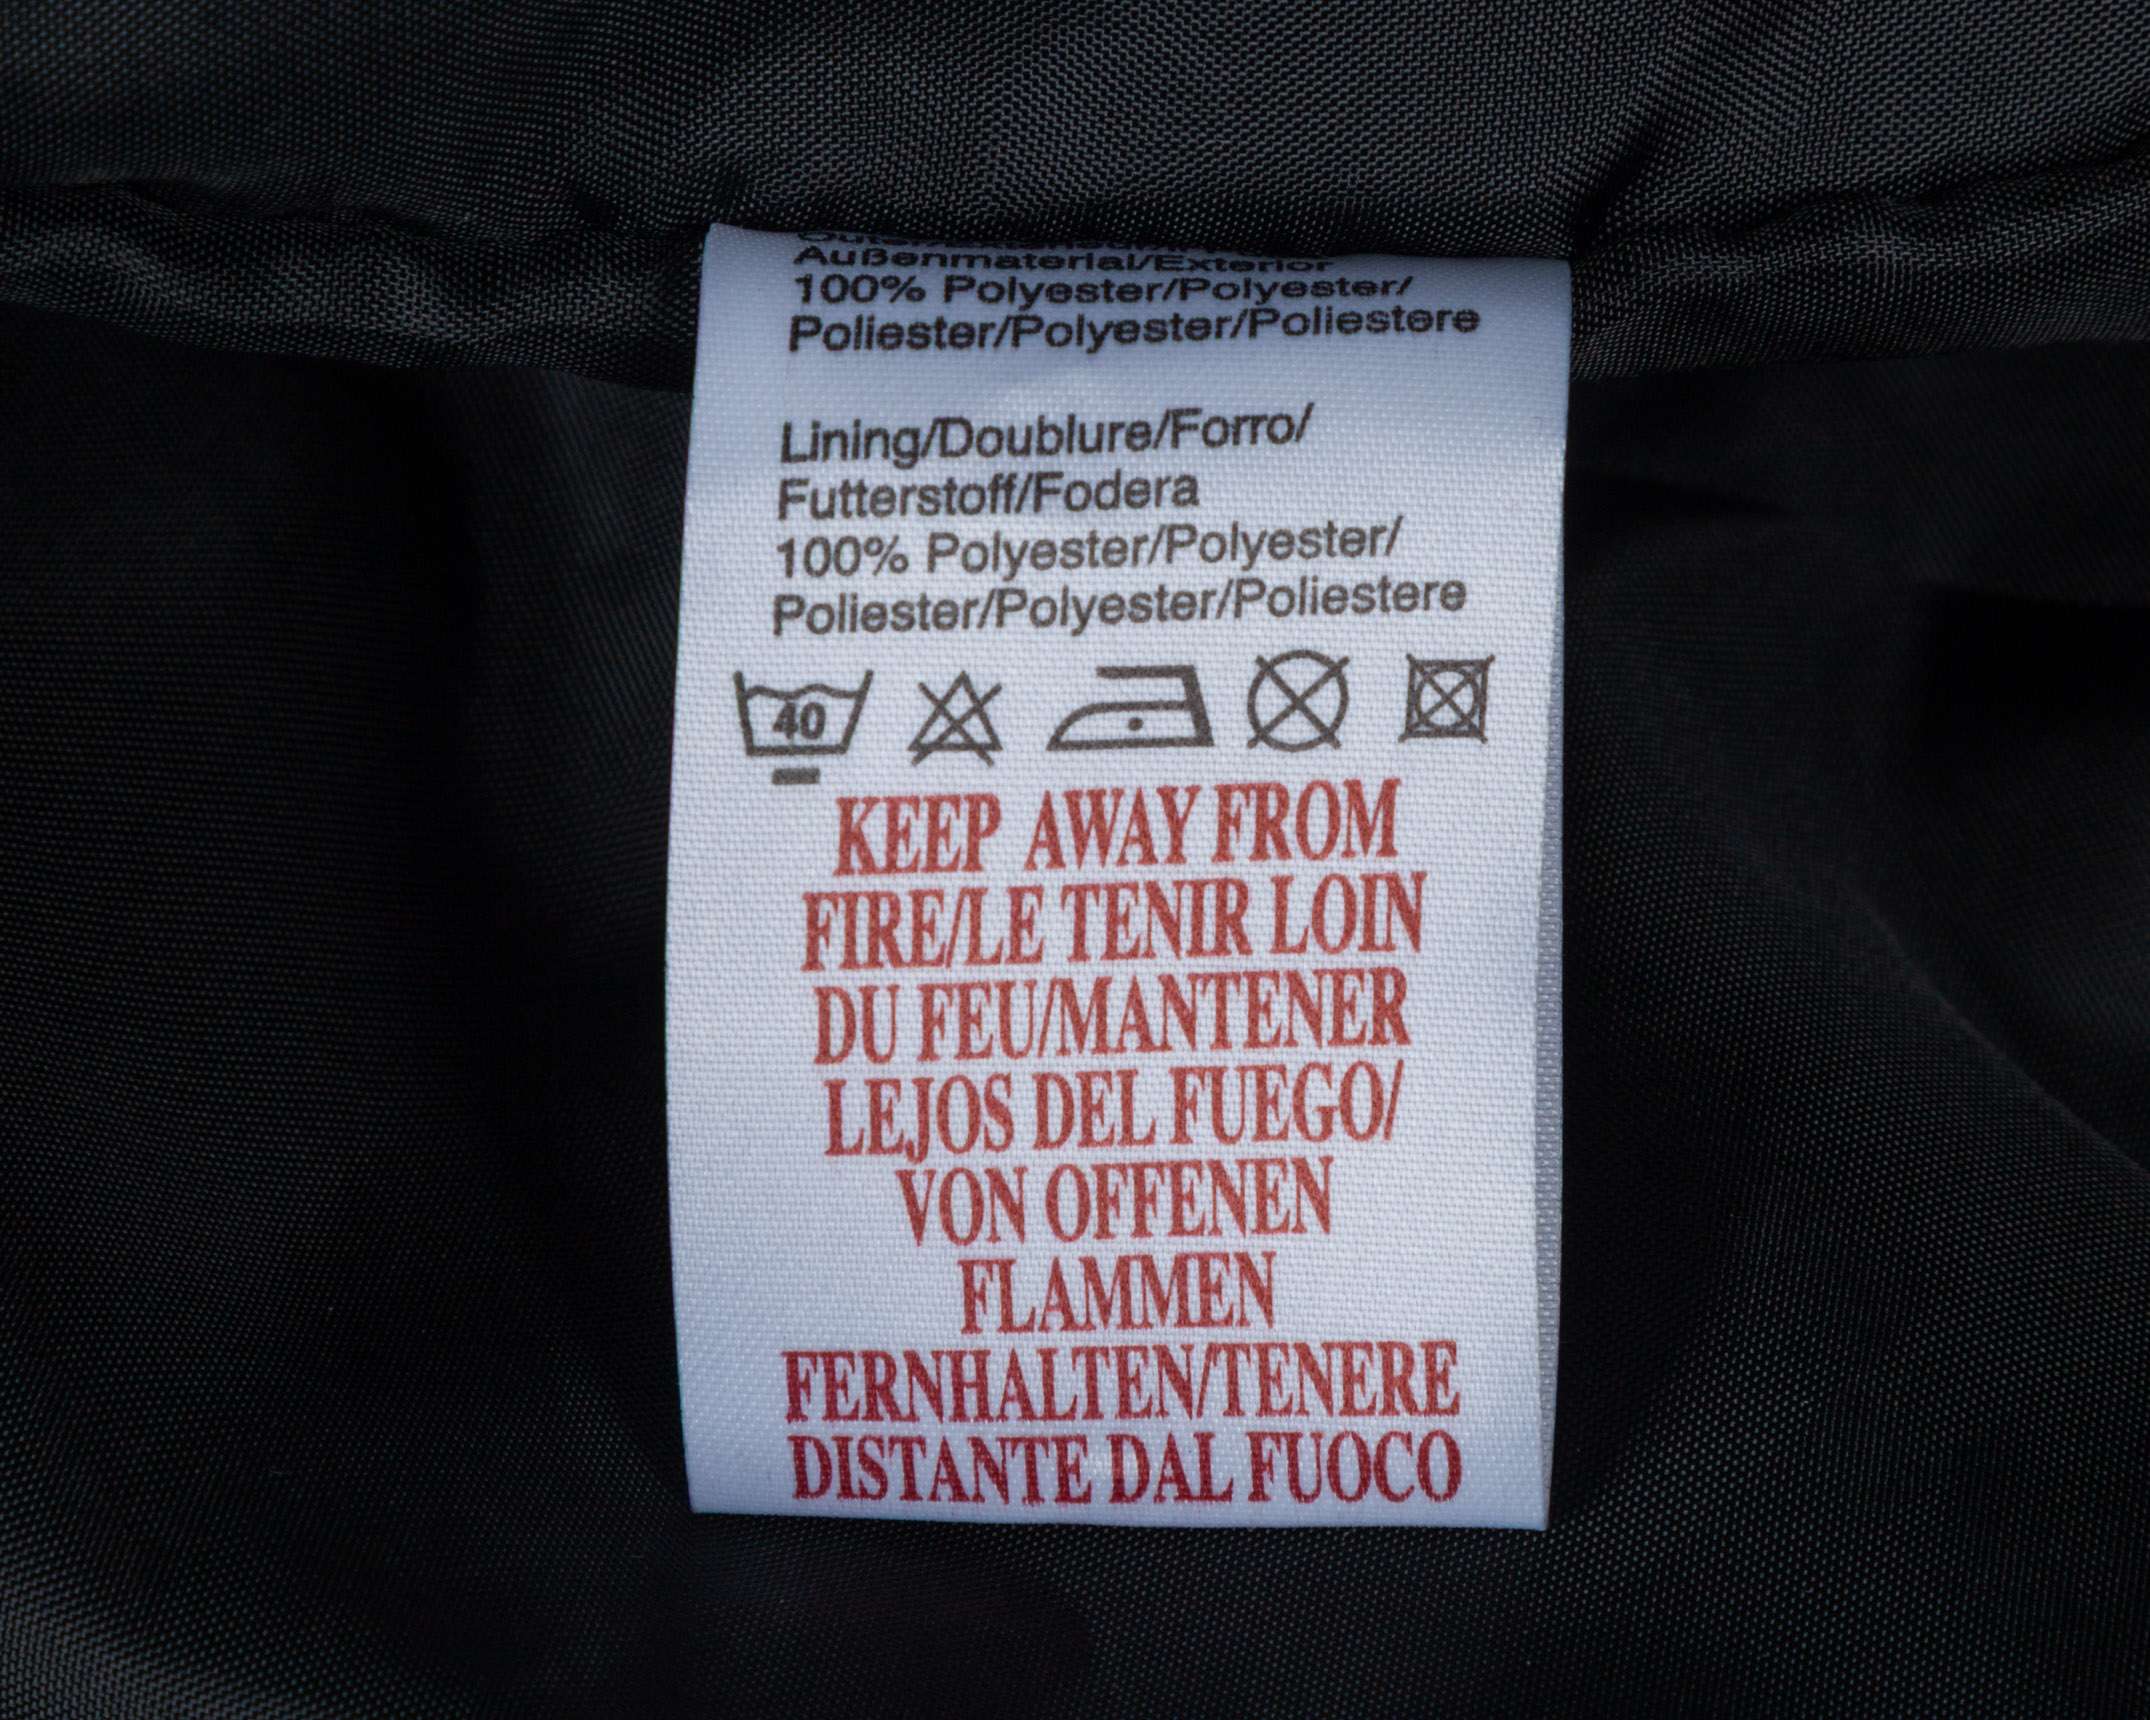 Außenmaterial/Exterior
100% Polyester/Polyester/
Poliester/Polyester/Poliestere
Lining/Doublure/Forro/
Futterstoff/Fodera
100% Polyester/Polyester/
Poliester/Polyester/Poliestere
40
KEEP AWAY FROM
FIRE/LE TENIR LOIN
DU FEU/MANTENER
LEJOS DEL FUEGO/
VON OFFENEN
FLAMMEN
FERNHALTEN/TENERE
DISTANTE DAL FUOCO